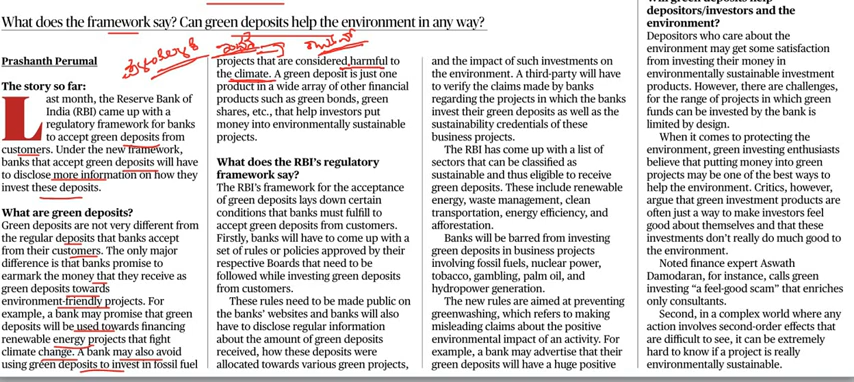 What does the framework say? Can green deposits help the environment in any way?
Prashanth Perumal
The story so far:
Last month, the Reserve Bank of
India (RBI) came up with a
regulatory framework for banks
to accept green deposits from
customers. Under the new framework,
banks that accept green deposits will have
to disclose more information on how they
invest these deposits.
What are green deposits?
Green deposits are not very different from
the regular deposits that banks accept
from their customers. The only major
difference is that banks promise to
earmark the money that they receive as
green deposits towards
environment-friendly projects. For
example, a bank may promise that green
deposits will be used towards financing
renewable energy projects that fight
climate change. A bank may also avoid
using green deposits to invest in fossil fuel
projects that are considered harmful to
the climate. A green deposit is just one
product in a wide array of other financial
products such as green bonds, green
shares, etc., that help investors put
money into environmentally sustainable
projects.
What does the RBI's regulatory
framework say?
The RBI's framework for the acceptance
of green deposits lays down certain
conditions that banks must fulfill to
accept green deposits from customers.
Firstly, banks will have to come up with a
set of rules or policies approved by their
respective Boards that need to be
followed while investing green deposits
from customers.
These rules need to be made public on
the banks' websites and banks will also
have to disclose regular information
about the amount of green deposits
received, how these deposits were
allocated towards various green projects,
and the impact of such investments on
the environment. A third-party will have
to verify the claims made by banks
regarding the projects in which the banks
invest their green deposits as well as the
sustainability credentials of these
business projects.
The RBI has come up with a list of
sectors that can be classified as
sustainable and thus eligible to receive
green deposits. These include renewable
energy, waste management, clean
transportation, energy efficiency, and
afforestation.
Banks will be barred from investing
green deposits in business projects
involving fossil fuels, nuclear power,
tobacco, gambling, palm oil, and
hydropower generation.
The new rules are aimed at preventing
greenwashing, which refers to making
misleading claims about the positive
environmental impact of an activity. For
example, a bank may advertise that their
green deposits will have a huge positive
depositors/investors and the
environment?
Depositors who care about the
environment may get some satisfaction
from investing their money in
environmentally sustainable investment
products. However, there are challenges,
for the range of projects in which green
funds can be invested by the bank is
limited by design.
When it comes to protecting the
environment, green investing enthusiasts
believe that putting money into green
projects may be one of the best ways to
help the environment. Critics, however,
argue that green investment products are
often just a way to make investors feel
good about themselves and that these
investments don't really do much good to
the environment.
Noted finance expert Aswath
Damodaran, for instance, calls green
investing "a feel-good scam" that enriches
only consultants.
Second, in a complex world where any
action involves second-order effects that
are difficult to see, it can be extremely
hard to know if a project is really
environmentally sustainable.